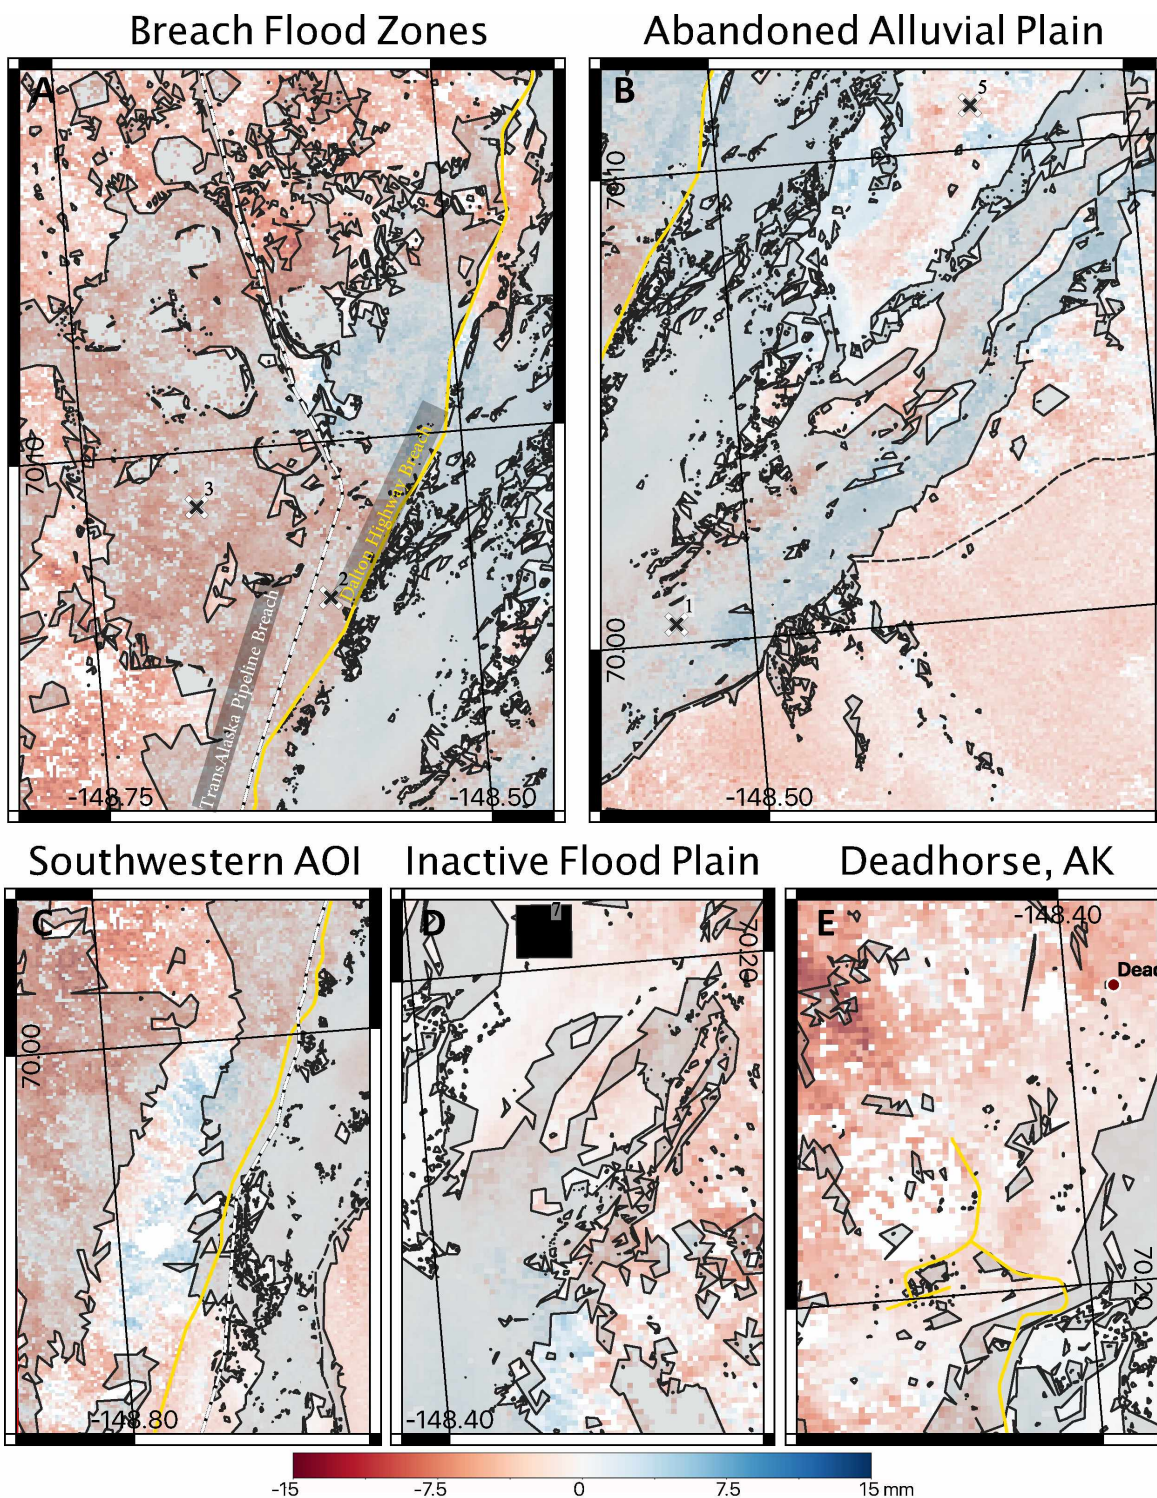 Breach Flood Zones
Abandoned Alluvial Plain
A
70.10
3
2
Dalton Highway Breach
TransAlaska Pipeline Breach
-148.75
-148.50
B
5
70.10
1
70.00
-148.50
Southwestern AOI
Inactive Flood Plain
Deadhorse, AK
C
70.00
-148.80
D
7
70.20
-148.40
E
-148.40
Dead
70.20
-15
-7.5
0
7.5
15 mm